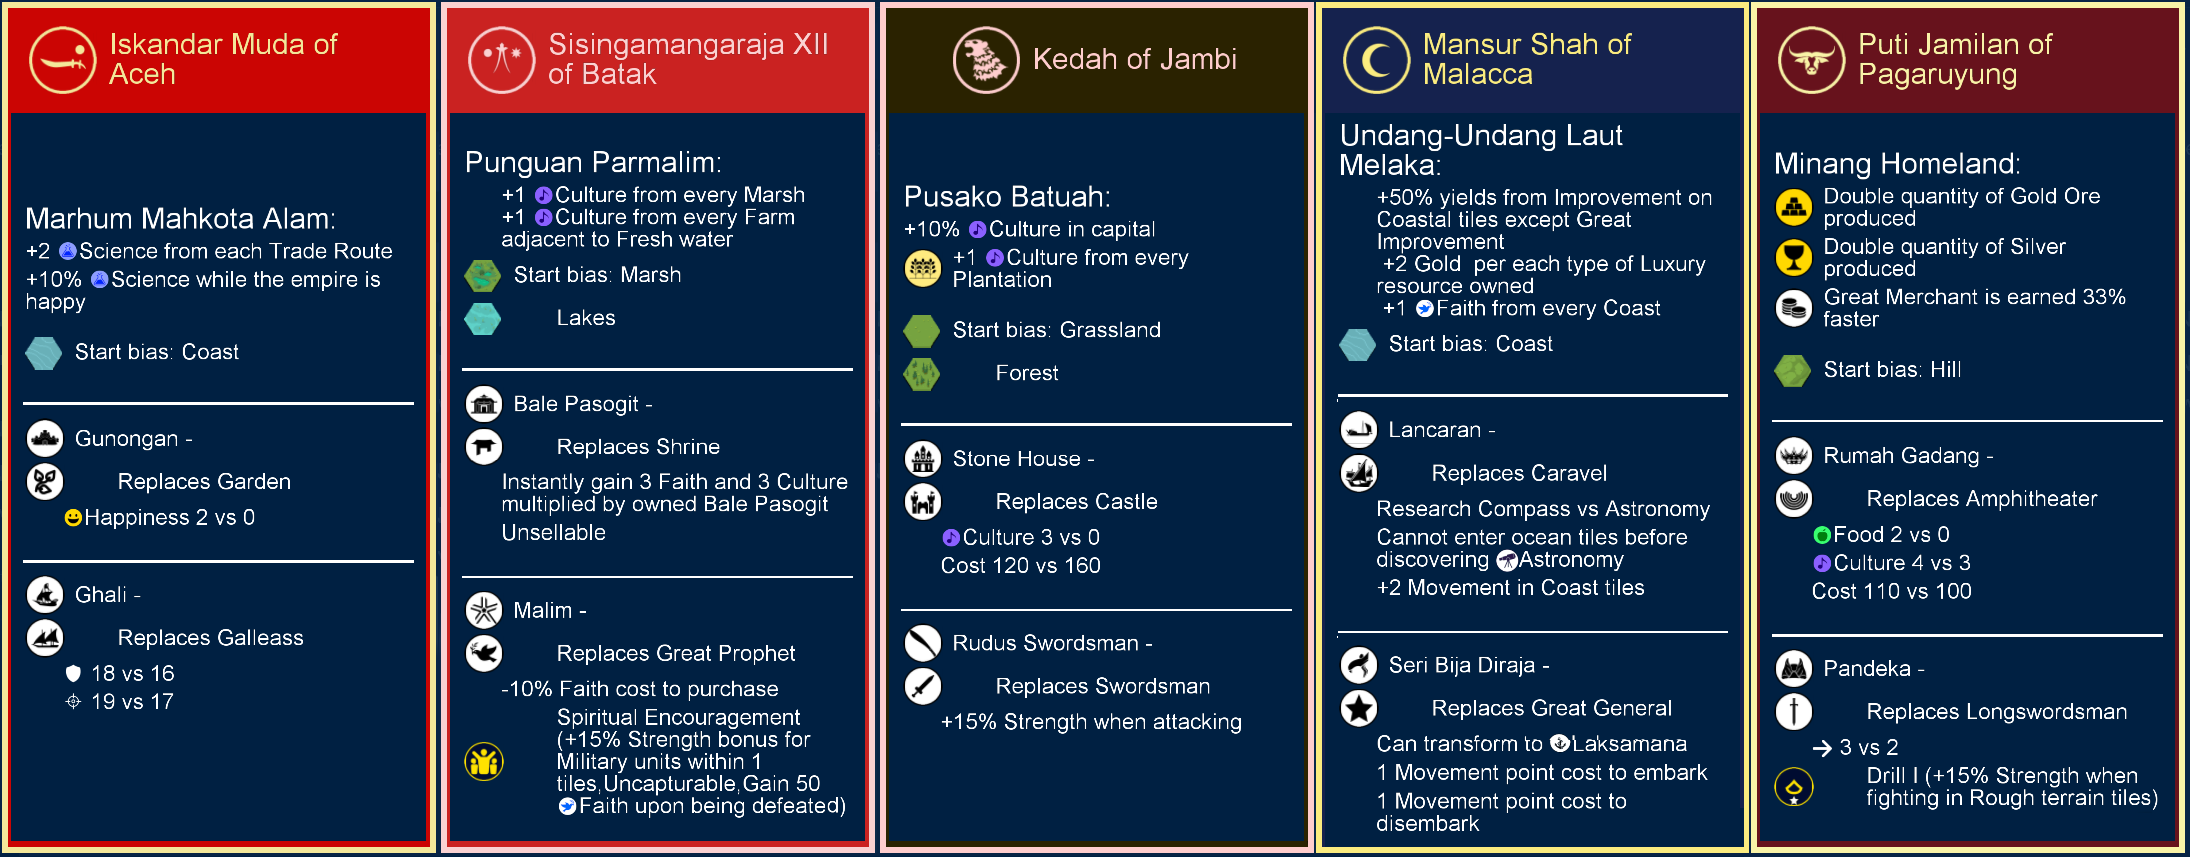 Iskandar Muda of
Aceh
Marhum Mahkota Alam:
+2 Science from each Trade Route
+10% Science while the empire is
happy
Start bias: Coast
Gunongan -
Replaces Garden
Happiness 2 vs 0
Ghali -
Replaces Galleass
18 vs 16
19 vs 17
Sisingamangaraja XII
of Batak
Punguan Parmalim:
+1 Culture from every Marsh
+1 Culture from every Farm
adjacent to Fresh water
Start bias: Marsh
Lakes
Bale Pasogit -
Replaces Shrine
Instantly gain 3 Faith and 3 Culture
multiplied by owned Bale Pasogit
Unsellable
Malim -
Replaces Great Prophet
-10% Faith cost to purchase
Spiritual Encouragement
(+15% Strength bonus for
Military units within 1
tiles,Uncapturable,Gain 50
Faith upon being defeated)
Kedah of Jambi
Pusako Batuah:
+10% Culture in capital
+1 Culture from every
Plantation
Start bias: Grassland
Forest
Stone House -
Replaces Castle
Culture 3 vs 0
Cost 120 vs 160
Rudus Swordsman -
Replaces Swordsman
+15% Strength when attacking
Mansur Shah of
Malacca
Undang-Undang Laut
Melaka:
+50% yields from Improvement on
Coastal tiles except Great
Improvement
+2 Gold per each type of Luxury
resource owned
+1 Faith from every Coast
Start bias: Coast
Lancaran -
Replaces Caravel
Research Compass vs Astronomy
Cannot enter ocean tiles before
discovering Astronomy
+2 Movement in Coast tiles
Seri Bija Diraja -
Replaces Great General
Can transform to Laksamana
1 Movement point cost to embark
1 Movement point cost to
disembark
Puti Jamilan of
Pagaruyung
Minang Homeland:
Double quantity of Gold Ore
produced
Double quantity of Silver
produced
Great Merchant is earned 33%
faster
Start bias: Hill
Rumah Gadang -
Replaces Amphitheater
Food 2 vs 0
Culture 4 vs 3
Cost 110 vs 100
Pandeka -
Replaces Longswordsman
3 vs 2
Drill I (+15% Strength when
fighting in Rough terrain tiles)